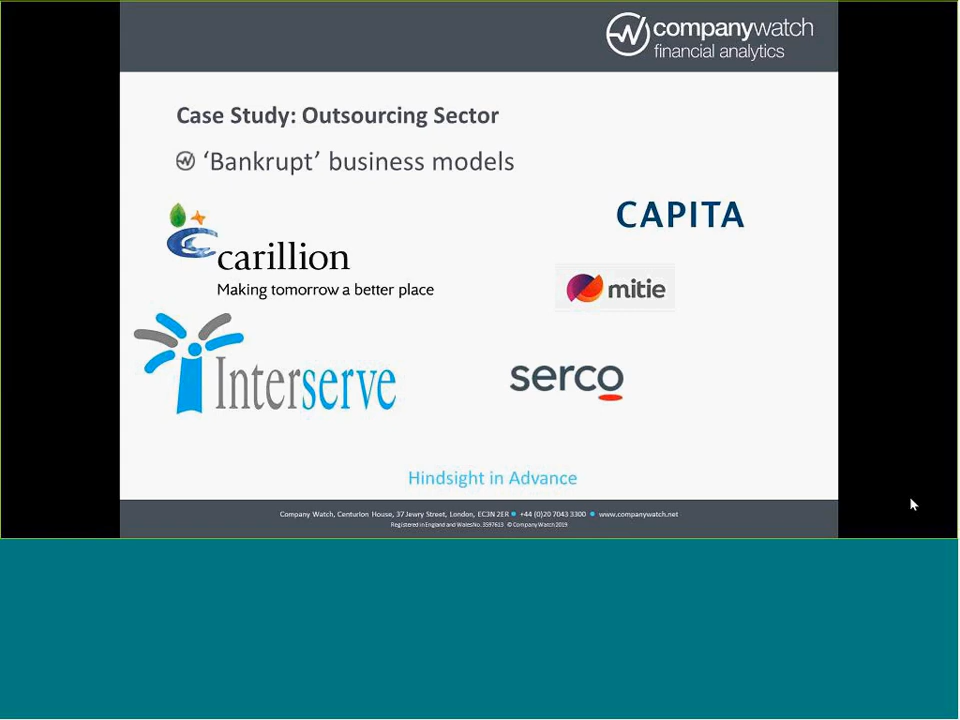 companywatch
financial analytics
Case Study: Outsourcing Sector
‘Bankrupt’ business models
CAPITA
carillion
Making tomorrow a better place
mitie
Interserve
serco
Hindsight in Advance
Company Watch, Centurion House, 37 Jewry Street, London, EC3N 2ER • +44 (0)20 7043 3300 • www.companywatch.net
Registered in England and Wales No. 3597613 © Company Watch 2019